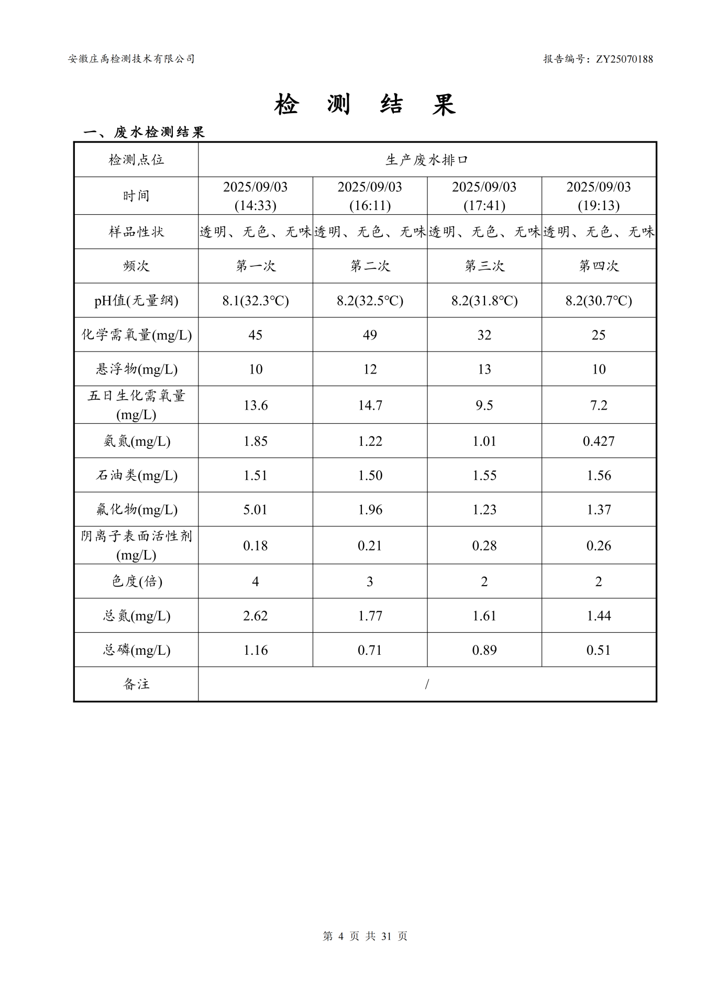 安徽庄禹检测技术有限公司 报告编号：ZY25070188
检 测 结 果
一、废水检测结果
检测点位 生产废水排口
时间 2025/09/03 (14:33) 2025/09/03 (16:11) 2025/09/03 (17:41) 2025/09/03 (19:13)
样品性状 透明、无色、无味 透明、无色、无味 透明、无色、无味 透明、无色、无味
频次 第一次 第二次 第三次 第四次
pH值(无量纲) 8.1(32.3℃) 8.2(32.5℃) 8.2(31.8℃) 8.2(30.7℃)
化学需氧量(mg/L) 45 49 32 25
悬浮物(mg/L) 10 12 13 10
五日生化需氧量(mg/L) 13.6 14.7 9.5 7.2
氨氮(mg/L) 1.85 1.22 1.01 0.427
石油类(mg/L) 1.51 1.50 1.55 1.56
氟化物(mg/L) 5.01 1.96 1.23 1.37
阴离子表面活性剂(mg/L) 0.18 0.21 0.28 0.26
色度(倍) 4 3 2 2
总氮(mg/L) 2.62 1.77 1.61 1.44
总磷(mg/L) 1.16 0.71 0.89 0.51
备注 /
第 4 页 共 31 页